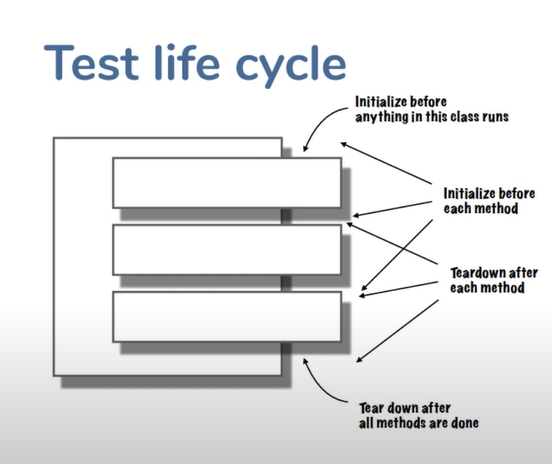 Test life cycle
Initialize before
anything in this class runs
Initialize before
each method
Teardown after
each method
Tear down after
all methods are done